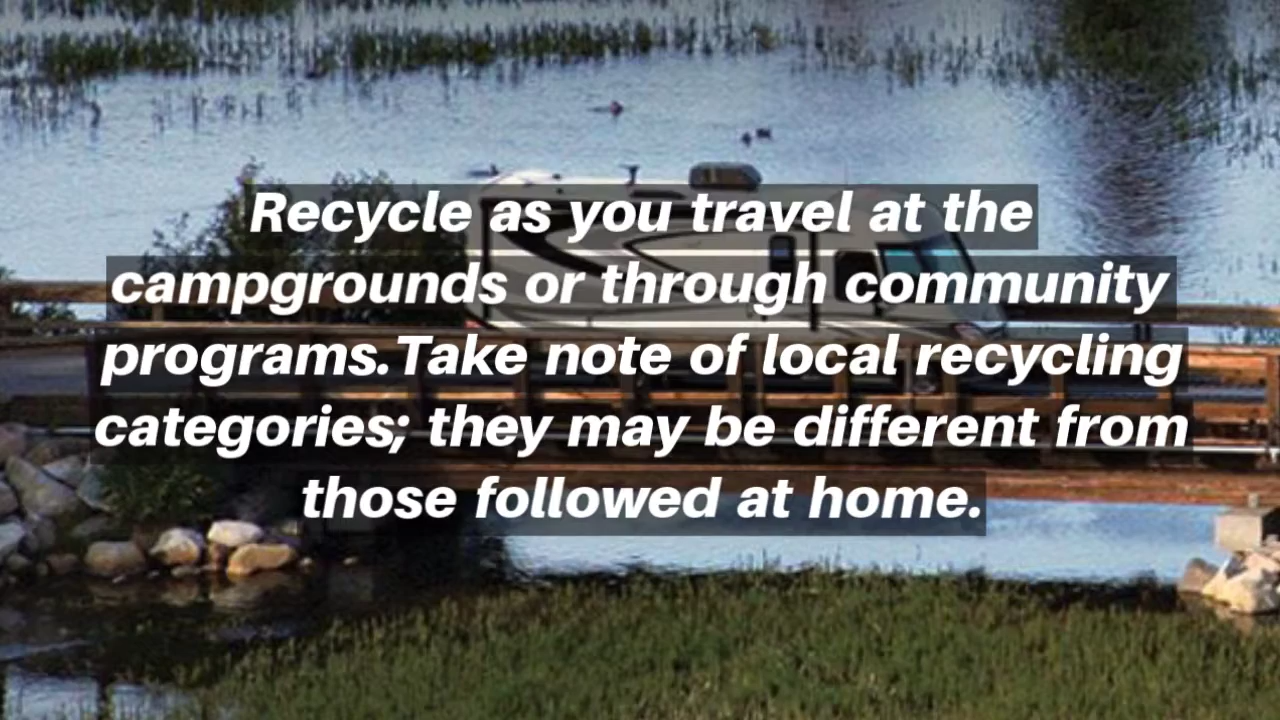 Recycle as you travel at the
campgrounds or through community
programs.Take note of local recycling
categories; they may be different from
those followed at home.